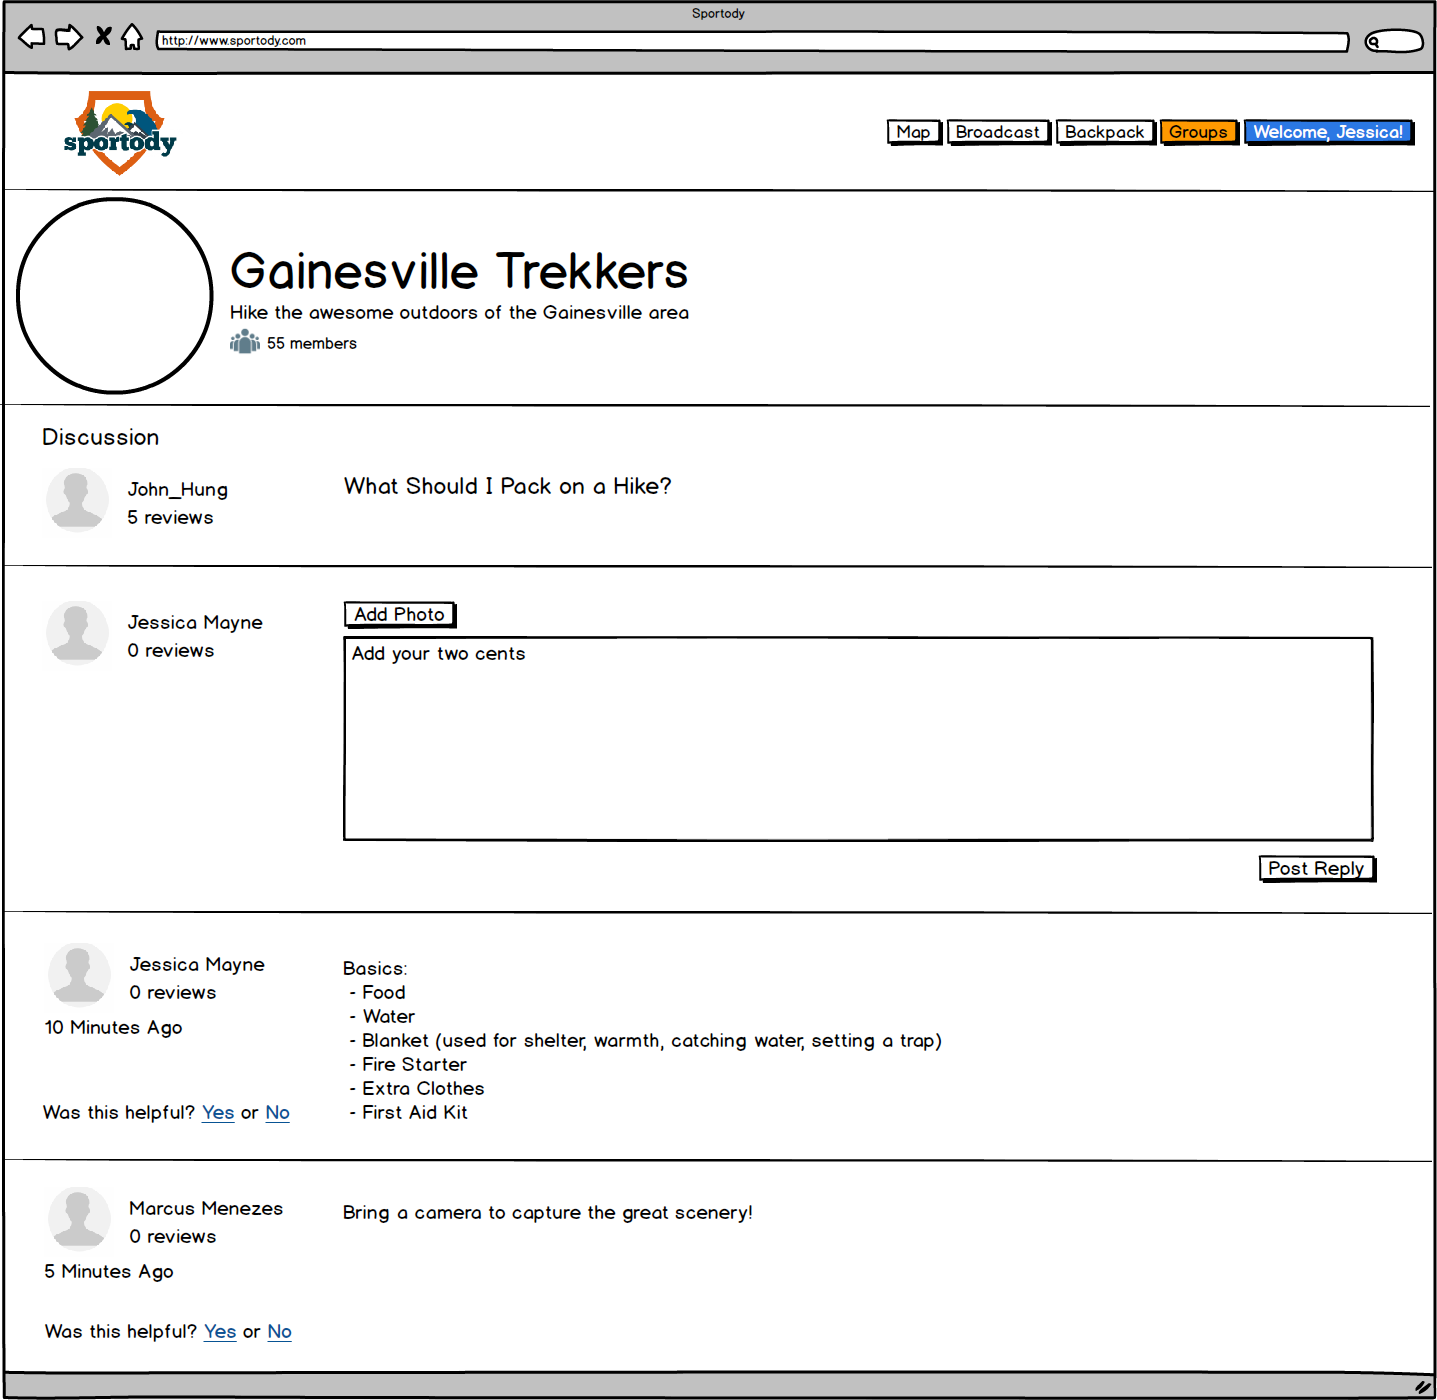 Sportody
http://www.sportody.com
sportody
Map
Broadcast
Backpack
Groups
Welcome, Jessica!
Gainesville Trekkers
Hike the awesome outdoors of the Gainesville area
55 members
Discussion
John_Hung
5 reviews
What Should I Pack on a Hike?
Jessica Mayne
0 reviews
Add Photo
Add your two cents
Post Reply
Jessica Mayne
0 reviews
10 Minutes Ago
Was this helpful? Yes or No
Basics:
- Food
- Water
- Blanket (used for shelter, warmth, catching water, setting a trap)
- Fire Starter
- Extra Clothes
- First Aid Kit
Marcus Menezes
0 reviews
5 Minutes Ago
Was this helpful? Yes or No
Bring a camera to capture the great scenery!